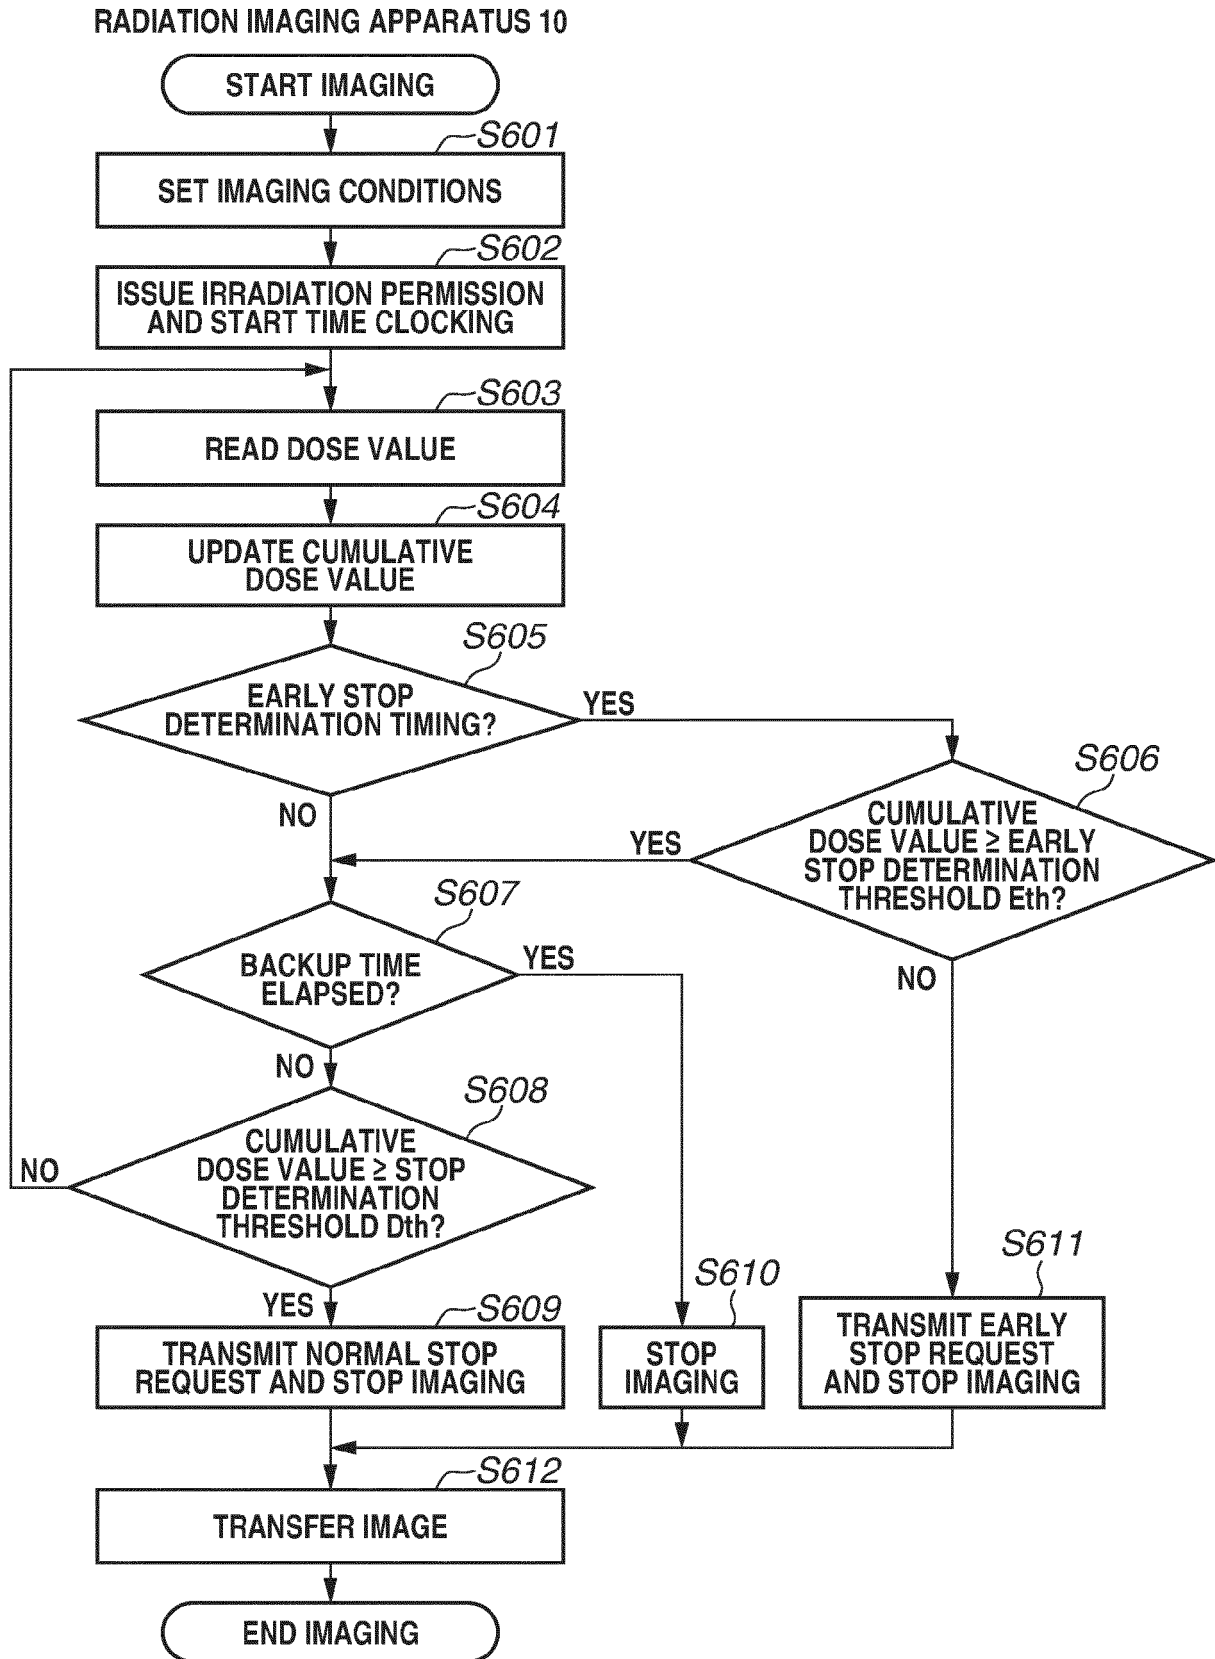 RADIATION IMAGING APPARATUS 10
START IMAGING
S601
SET IMAGING CONDITIONS
S602
ISSUE IRRADIATION PERMISSION
AND START TIME CLOCKING
S603
READ DOSE VALUE
S604
UPDATE CUMULATIVE
DOSE VALUE
S605
EARLY STOP
DETERMINATION TIMING?
YES
NO
S606
CUMULATIVE
DOSE VALUE ≥ EARLY
STOP DETERMINATION
THRESHOLD Eth?
YES
NO
S607
BACKUP TIME
ELAPSED?
YES
NO
S608
CUMULATIVE
DOSE VALUE ≥ STOP
DETERMINATION
THRESHOLD Dth?
NO
YES
S609
TRANSMIT NORMAL STOP
REQUEST AND STOP IMAGING
S610
STOP
IMAGING
S611
TRANSMIT EARLY
STOP REQUEST
AND STOP IMAGING
S612
TRANSFER IMAGE
END IMAGING